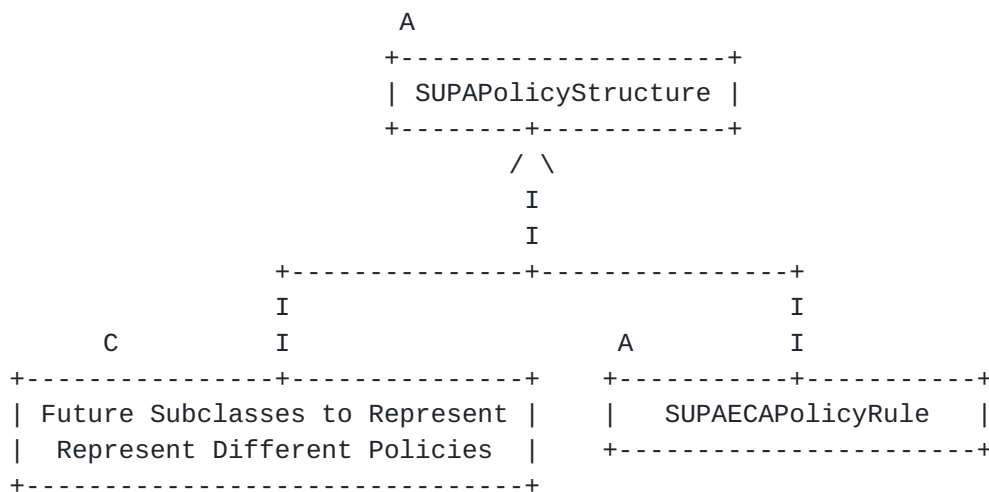 A
SUPAPolicyStructure
I
I
I I
C I A I
Future Subclasses to Represent SUPAECAPolicyRule
Represent Different Policies